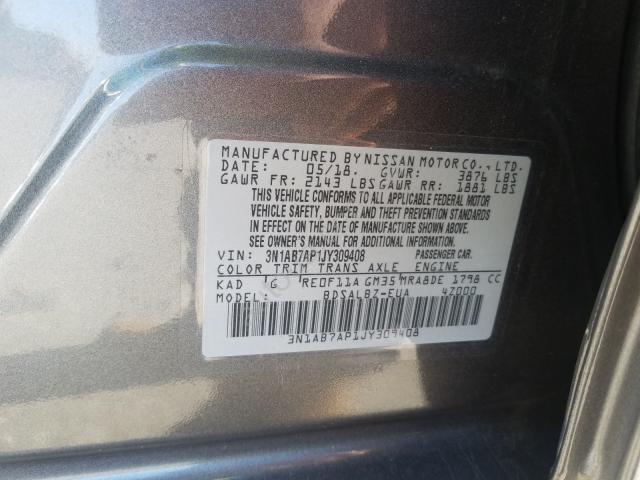 MANUFACTURED BY NISSAN MOTOR CO., LTD.
DATE: 05/18. GVWR: 3876 LBS
GAWR FR: 2143 LBS GAWR RR: 1881 LBS
THIS VEHICLE CONFORMS TO ALL APPLICABLE FEDERAL MOTOR
VEHICLE SAFETY, BUMPER AND THEFT PREVENTION STANDARDS
IN EFFECT ON THE DATE OF MANUFACTURE SHOWN ABOVE.
SEE OWNER'S MANUAL FOR ADDITIONAL INFORMATION.
VIN: 3N1AB7AP1JY309408 PASSENGER CAR.
COLOR TRIM TRANS AXLE ENGINE
KAD G RE0F11A GM35 MRA8DE 1798 CC
MODEL: BDSALBZ-EUA 4Z000
3N1AB7AP1JY309408